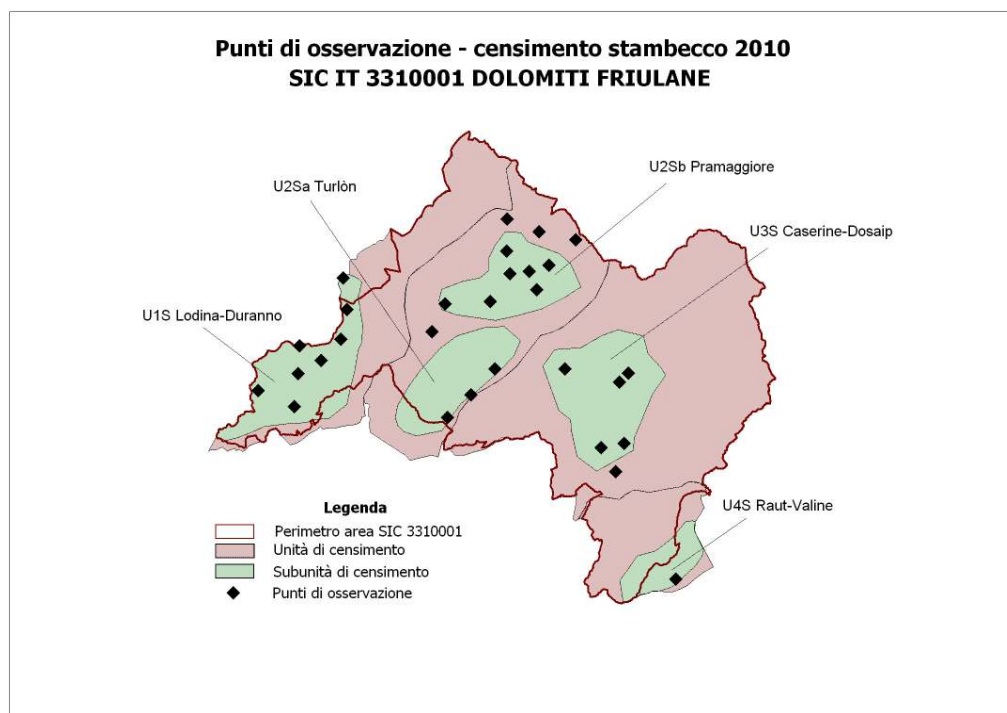 Punti di osservazione - censimento stambecco 2010
SIC IT 3310001 DOLOMITI FRIULANE
U2Sb Pramaggiore
U2Sa Turlòn
U3S Caserine-Dosaip
U1S Lodina-Duranno
U4S Raut-Valine
Legenda
Perimetro area SIC 3310001
Unità di censimento
Subunità di censimento
Punti di osservazione